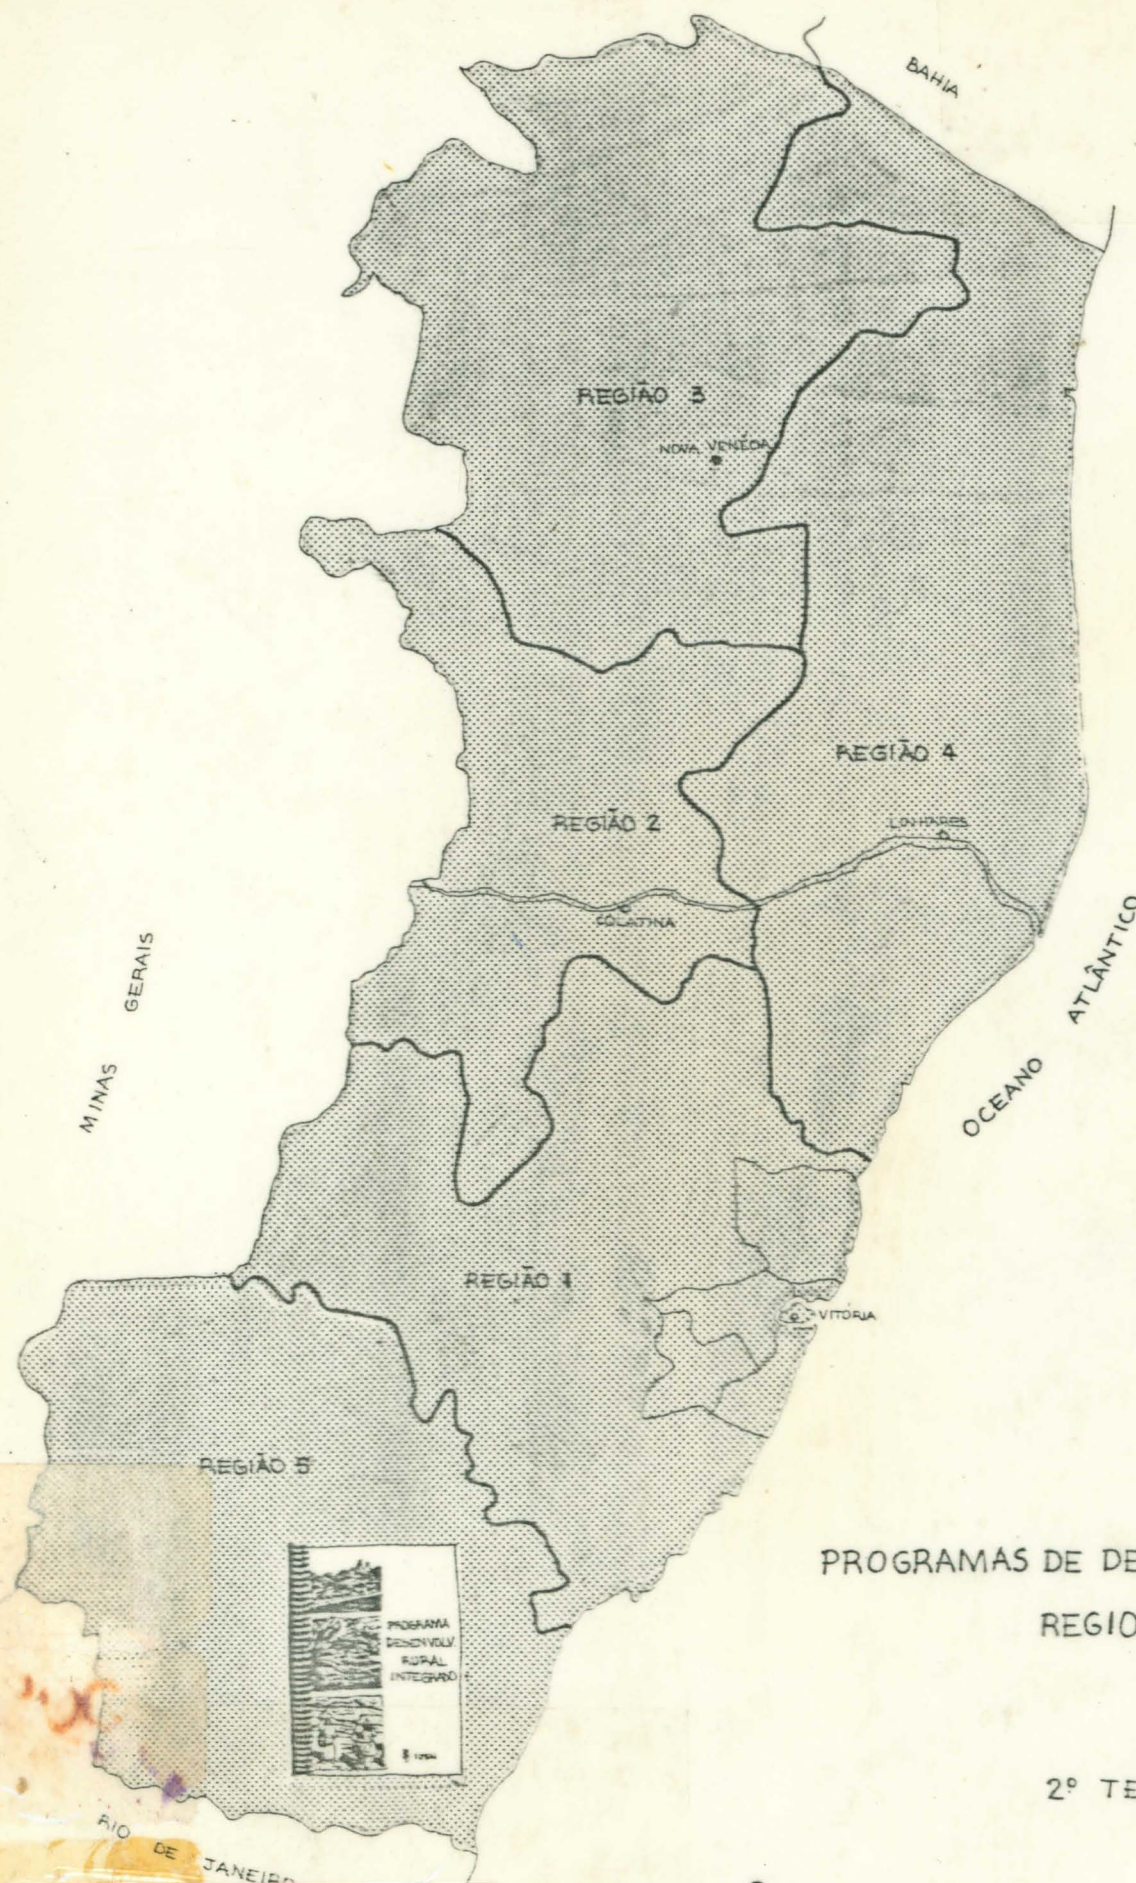 BAHIA
REGIÃO 3
NOVA VENÉCIA
REGIÃO 4
REGIÃO 2
LINHARES
COLATINA
MINAS GERAIS
OCEANO ATLÂNTICO
REGIÃO 1
VITÓRIA
REGIÃO 5
PROGRAMA
DESENVOLV.
RURAL
INTEGRADO
PROGRAMAS DE DE
REGIO
2º TE
RIO DE JANEIRO